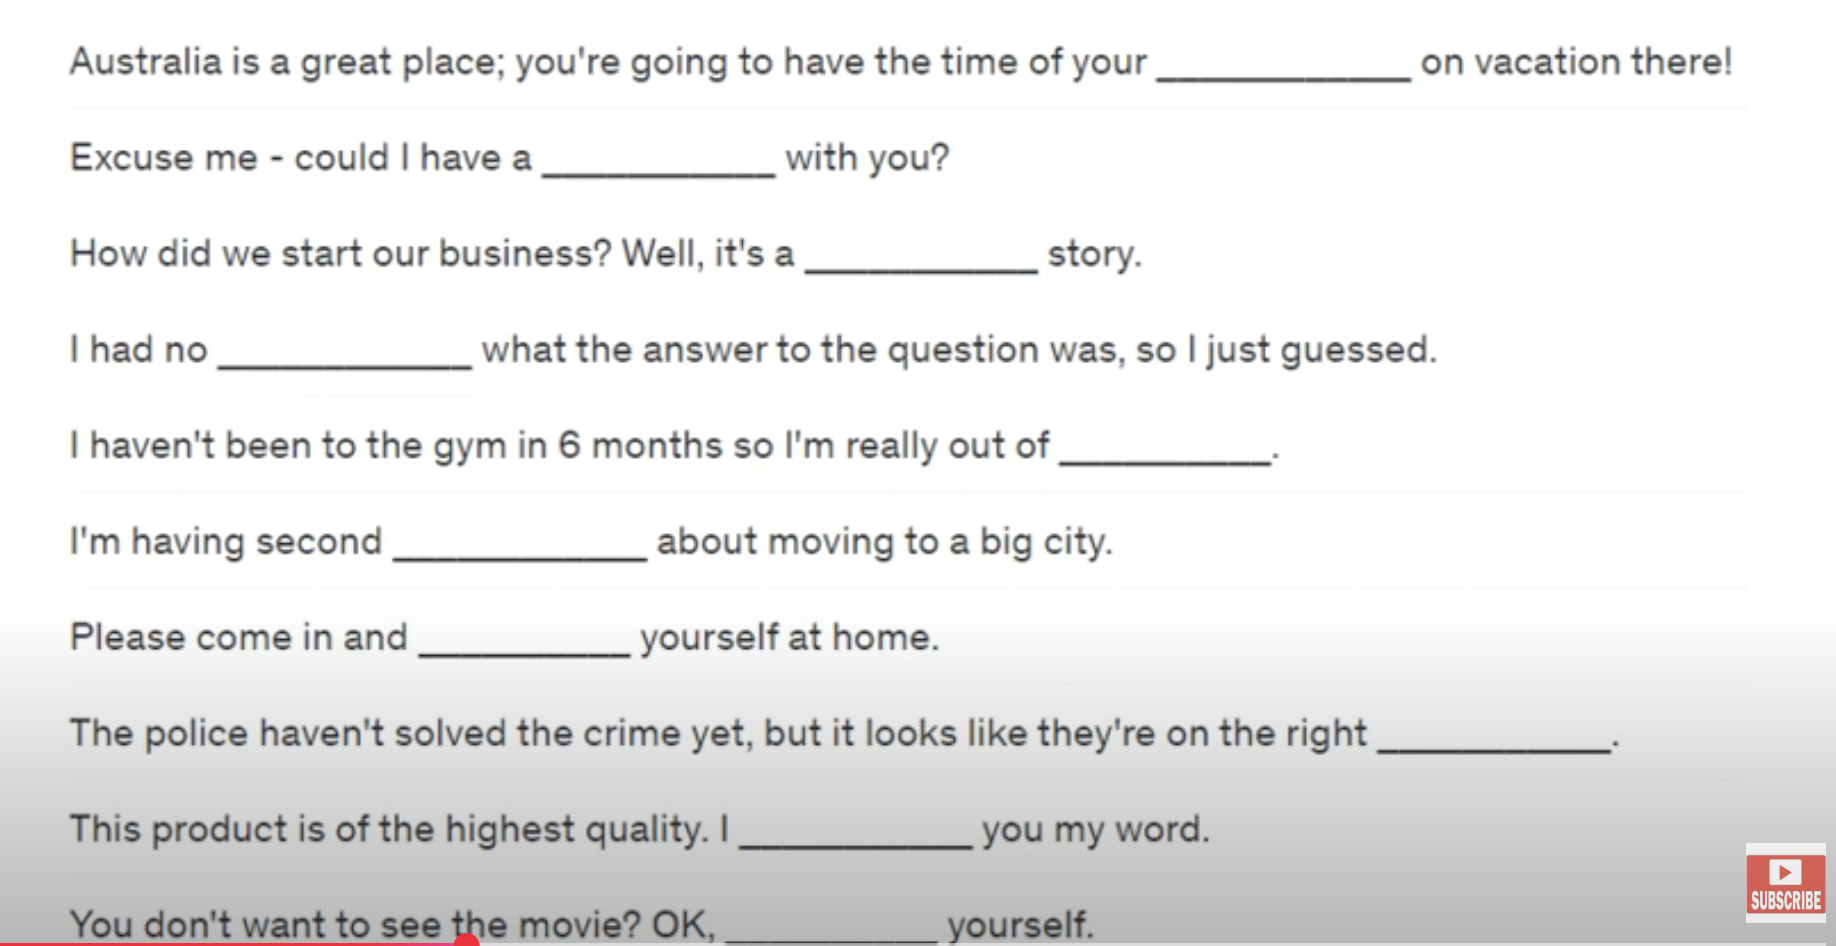 Australia is a great place; you're going to have the time of your ____________ on vacation there!
Excuse me - could I have a ___________ with you?
How did we start our business? Well, it's a ___________ story.
I had no ____________ what the answer to the question was, so I just guessed.
I haven't been to the gym in 6 months so I'm really out of __________.
I'm having second ____________ about moving to a big city.
Please come in and __________ yourself at home.
The police haven't solved the crime yet, but it looks like they're on the right ___________.
This product is of the highest quality. I ___________ you my word.
SUBSCRIBE
You don't want to see the movie? OK, __________ yourself.